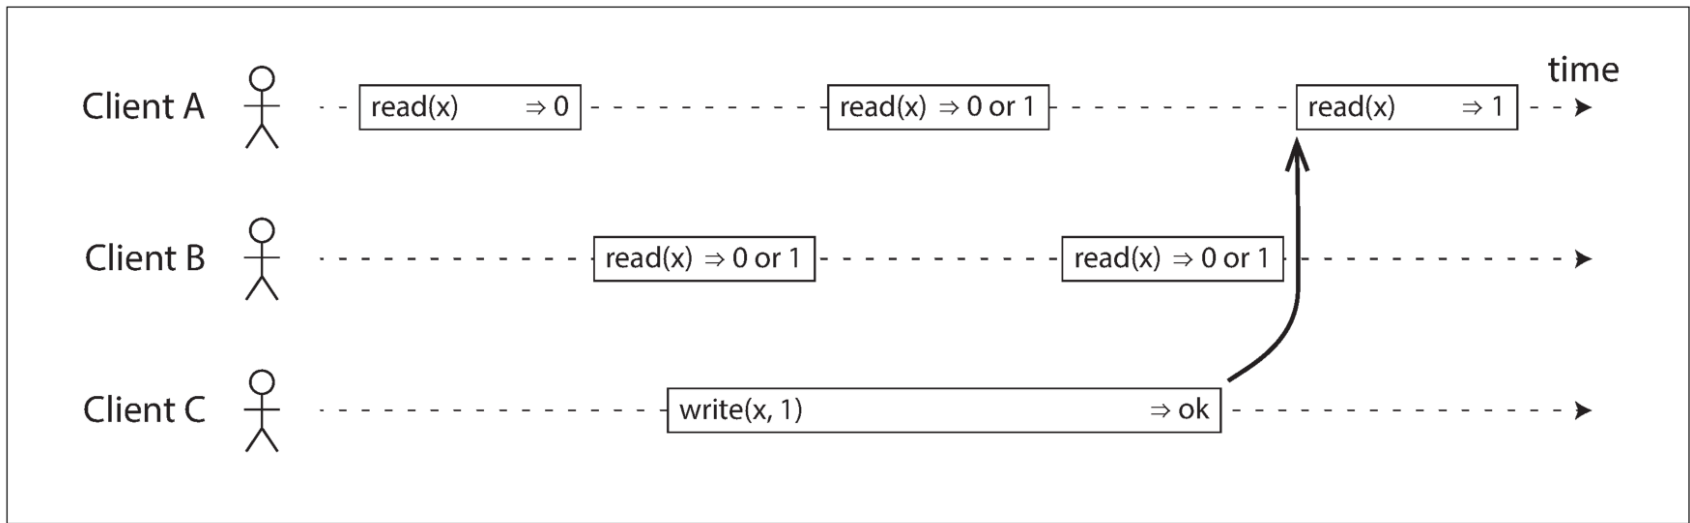 time
Client A read(x) ⇒ 0 read(x) ⇒ 0 or 1 read(x) ⇒ 1
Client B read(x) ⇒ 0 or 1 read(x) ⇒ 0 or 1
Client C write(x, 1) ⇒ ok